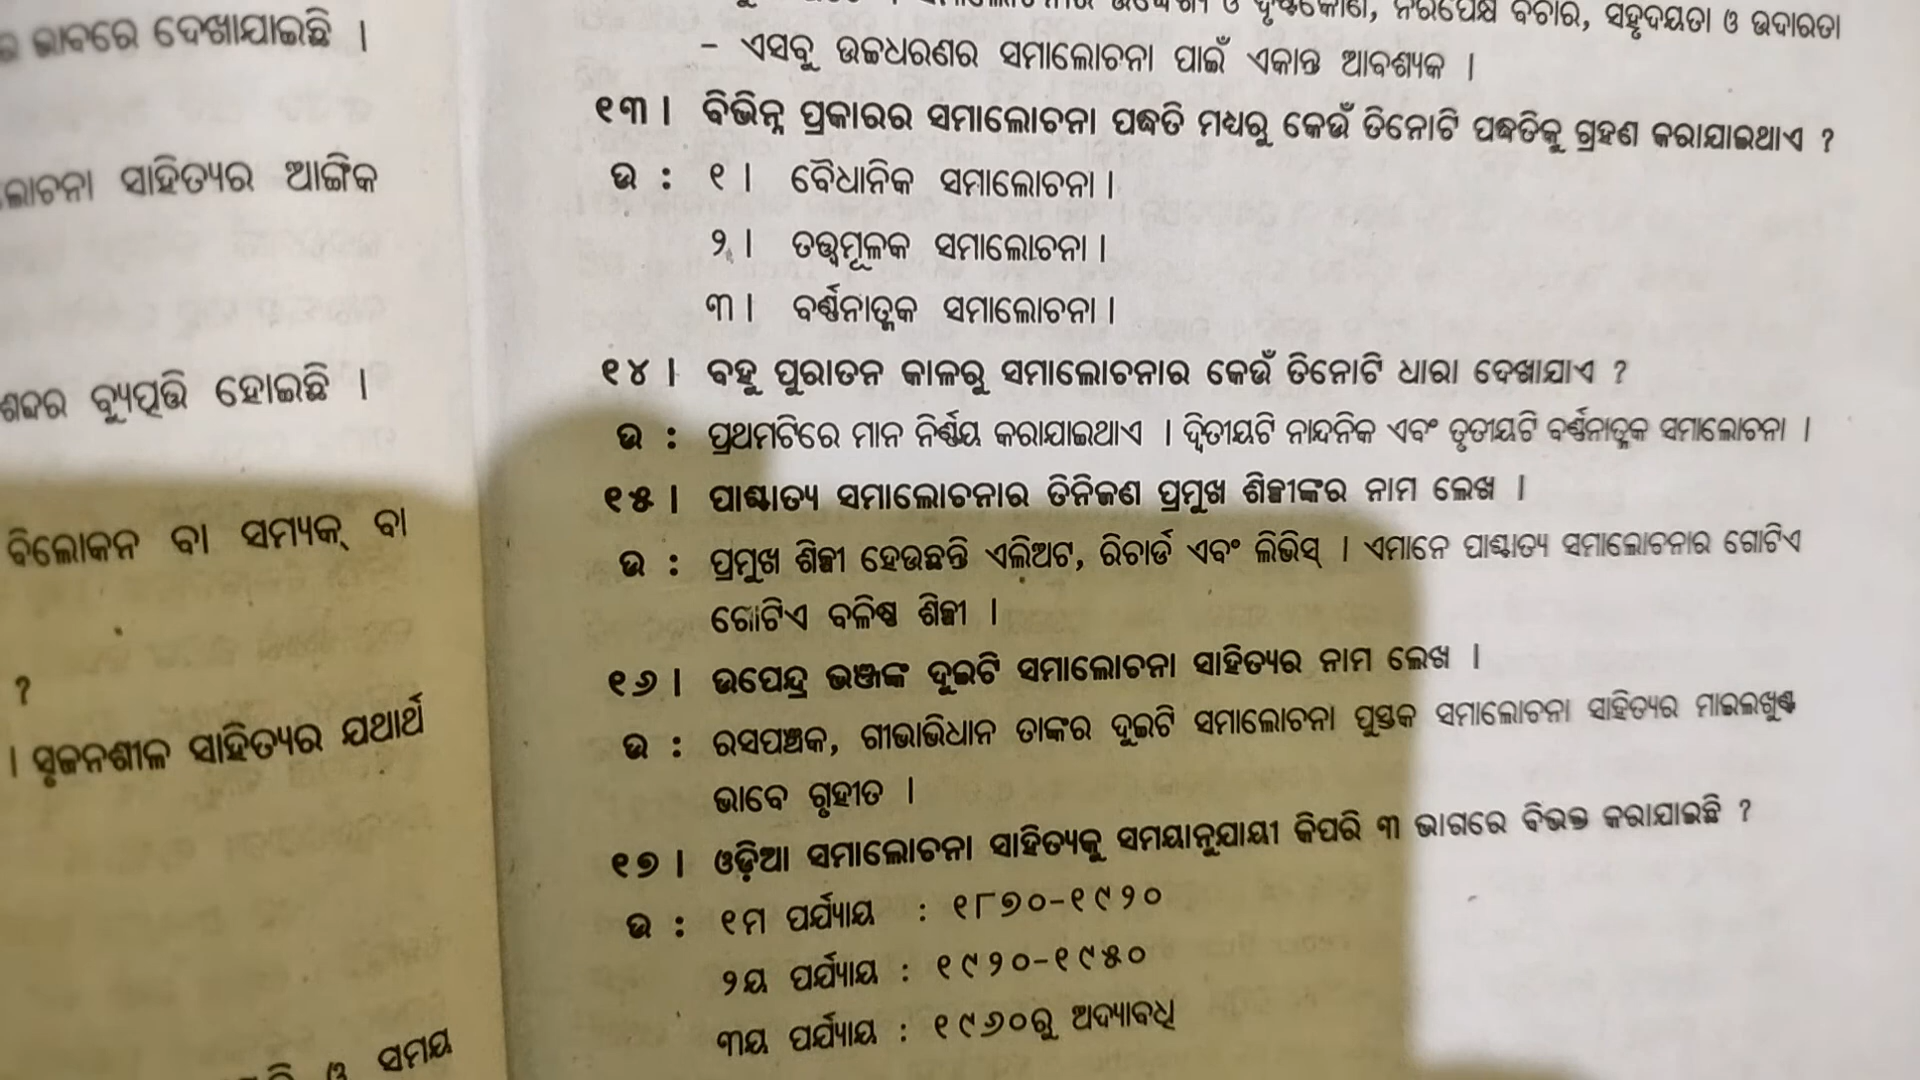 ଭାବରେ ଦେଖାଯାଇଛି ।
ସାହିତ୍ୟର ଆଙ୍ଗିକ
ବ୍ୟୁତ୍ପତ୍ତି ହୋଇଛି ।
ବିଲୋକନ ବା ସମ୍ୟକ୍ ବା
?
। ସୃଜନଶୀଳ ସାହିତ୍ୟର ଯଥାର୍ଥ
ଓ ସମୟ
ଓ ଦୃଷ୍ଟିକୋଣ, ନିରପେକ୍ଷ ବିଚାର, ସହୃଦୟତା ଓ ଉଦାରତା
- ଏସବୁ ଉଚ୍ଚଧରଣର ସମାଲୋଚନା ପାଇଁ ଏକାନ୍ତ ଆବଶ୍ୟକ ।
୧୩। ବିଭିନ୍ନ ପ୍ରକାରର ସମାଲୋଚନା ପଦ୍ଧତି ମଧ୍ୟରୁ କେଉଁ ତିନୋଟି ପଦ୍ଧତିକୁ ଗ୍ରହଣ କରାଯାଇଥାଏ ?
ଉ : ୧। ବୈଧାନିକ ସମାଲୋଚନା।
୨। ତତ୍ତ୍ୱମୂଳକ ସମାଲୋଚନା।
୩। ବର୍ଣ୍ଣନାତ୍ମକ ସମାଲୋଚନା।
୧୪। ବହୁ ପୁରାତନ କାଳରୁ ସମାଲୋଚନାର କେଉଁ ତିନୋଟି ଧାରା ଦେଖାଯାଏ ?
ଉ : ପ୍ରଥମଟିରେ ମାନ ନିର୍ଣ୍ଣୟ କରାଯାଇଥାଏ । ଦ୍ୱିତୀୟଟି ନାନ୍ଦନିକ ଏବଂ ତୃତୀୟଟି ବର୍ଣ୍ଣନାତ୍ମକ ସମାଲୋଚନା ।
୧୫। ପାଶ୍ଚାତ୍ୟ ସମାଲୋଚନାର ତିନିଜଣ ପ୍ରମୁଖ ଶିଳ୍ପୀଙ୍କର ନାମ ଲେଖ ।
ଉ : ପ୍ରମୁଖ ଶିଳ୍ପୀ ହେଉଛନ୍ତି ଏଲିଅଟ, ରିଚାର୍ଡ ଏବଂ ଲିଭିସ୍ । ଏମାନେ ପାଶ୍ଚାତ୍ୟ ସମାଲୋଚନାର ଗୋଟିଏ
ଗୋଟିଏ ବଳିଷ୍ଠ ଶିଳ୍ପୀ ।
୧୬। ଉପେନ୍ଦ୍ର ଭଞ୍ଜଙ୍କ ଦୁଇଟି ସମାଲୋଚନା ସାହିତ୍ୟର ନାମ ଲେଖ ।
ଉ : ରସପଞ୍ଚକ, ଗୀତାଭିଧାନ ତାଙ୍କର ଦୁଇଟି ସମାଲୋଚନା ପୁସ୍ତକ ସମାଲୋଚନା ସାହିତ୍ୟର ମାଇଲଖୁଣ୍ଟ
ଭାବେ ଗୃହୀତ ।
୧୭। ଓଡ଼ିଆ ସମାଲୋଚନା ସାହିତ୍ୟକୁ ସମୟାନୁଯାୟୀ କିପରି ୩ ଭାଗରେ ବିଭକ୍ତ କରାଯାଇଛି ?
ଉ : ୧ମ ପର୍ଯ୍ୟାୟ : ୧୮୭୦-୧୯୨୦
୨ୟ ପର୍ଯ୍ୟାୟ : ୧୯୨୦-୧୯୫୦
୩ୟ ପର୍ଯ୍ୟାୟ : ୧୯୬୦ରୁ ଅଦ୍ୟାବଧି